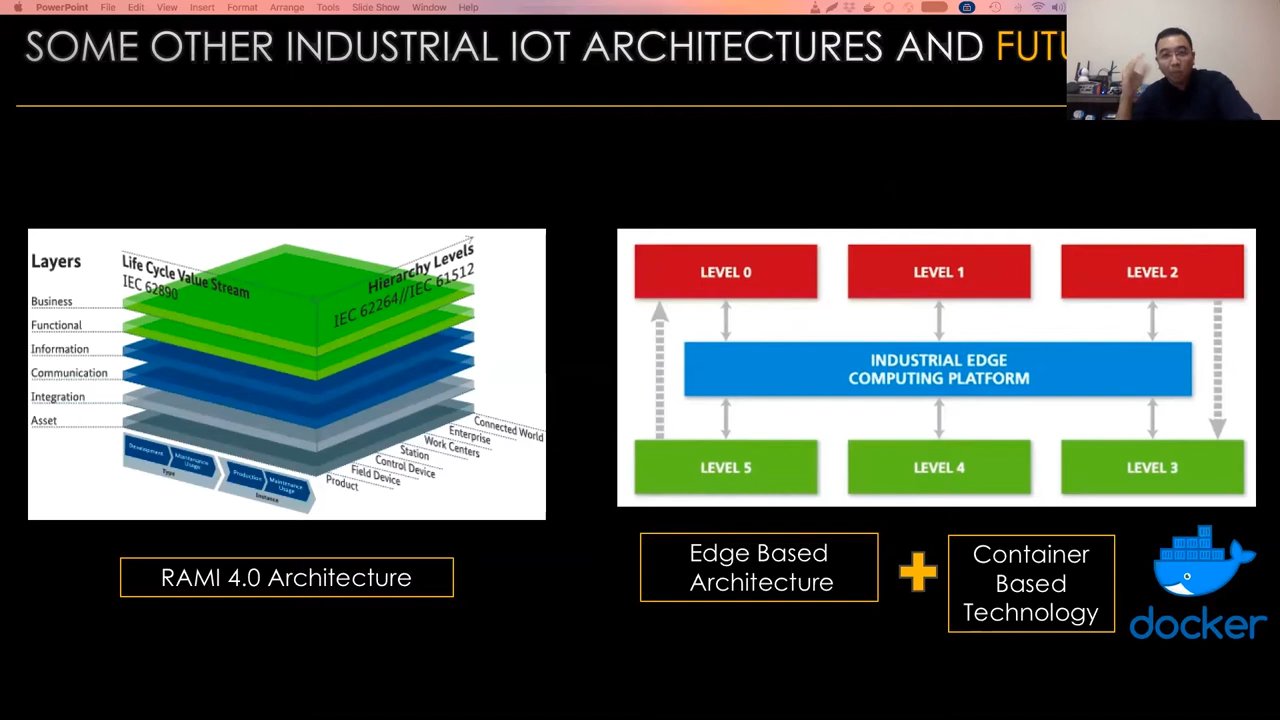 PowerPoint File Edit View Insert Format Arrange Tools Slide Show Window Help
SOME OTHER INDUSTRIAL IOT ARCHITECTURES AND
Layers
Business
Functional
Information
Communication
Integration
Asset
Life Cycle Value Stream
IEC 62890
Hierarchy Levels
IEC 62264//IEC 61512
Connected World
Enterprise
Work Centers
Station
Control Device
Field Device
Product
Development
Maintenance
Usage
Type
Production
Maintenance
Usage
Instance
RAMI 4.0 Architecture
LEVEL 0
LEVEL 1
LEVEL 2
INDUSTRIAL EDGE
COMPUTING PLATFORM
LEVEL 5
LEVEL 4
LEVEL 3
Edge Based
Architecture
Container
Based
Technology
docker